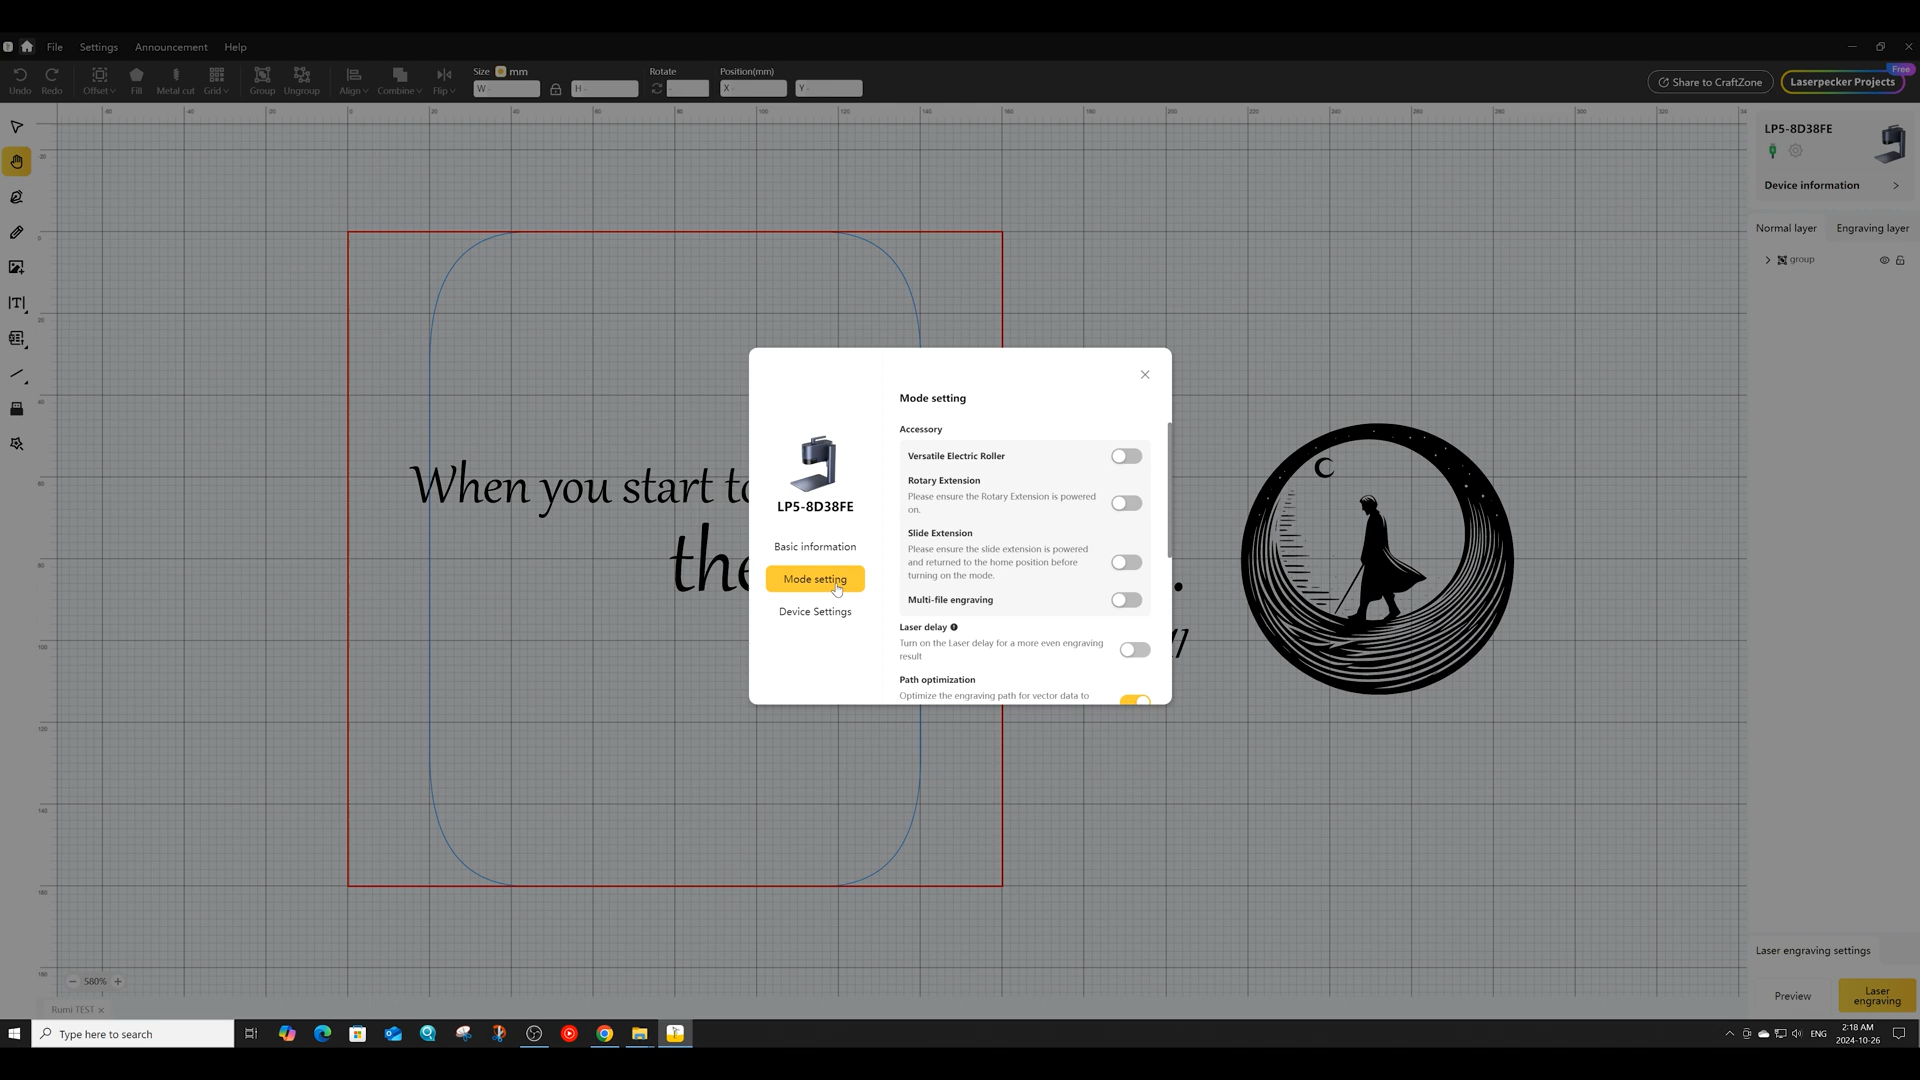 File Settings Announcement Help
Undo Redo Offset Fill Metal cut Grid Group Ungroup Align Combine Flip
Size mm Rotate Position(mm)
W - H - - X - Y -
Share to CraftZone
Laserpecker Projects
Free
LP5-8D38FE
Device information
Normal layer Engraving layer
group
When you start to
the
.
LP5-8D38FE
Basic information
Mode setting
Device Settings
Mode setting
Accessory
Versatile Electric Roller
Rotary Extension
Please ensure the Rotary Extension is powered
on.
Slide Extension
Please ensure the slide extension is powered
and returned to the home position before
turning on the mode.
Multi-file engraving
Laser delay
Turn on the Laser delay for a more even engraving
result
Path optimization
Optimize the engraving path for vector data to
Laser engraving settings
Preview
Laser
engraving
580%
Rumi TEST
Type here to search
ENG
2:18 AM
2024-10-26